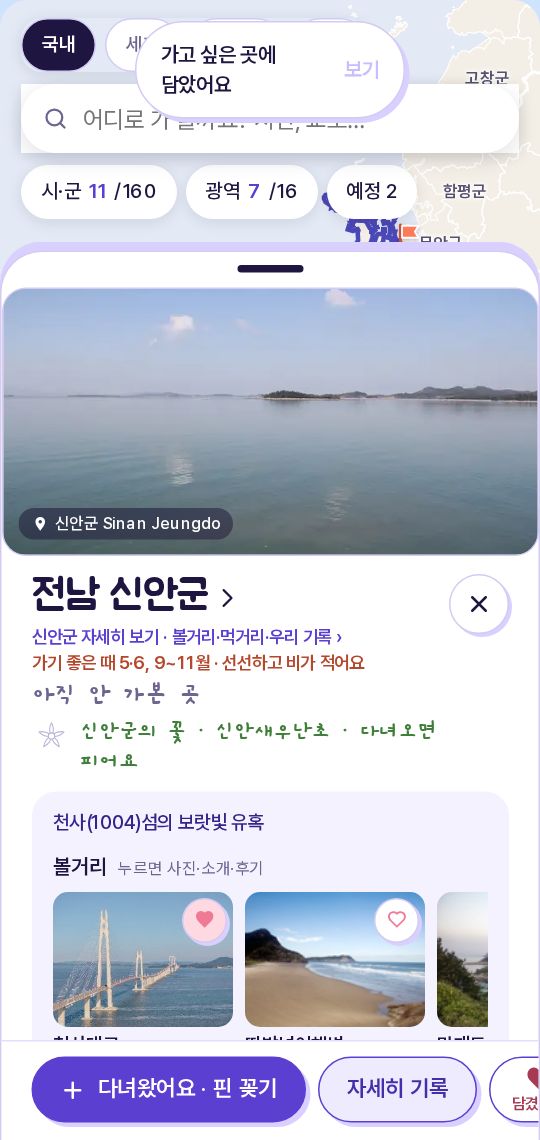 국내
가고 싶은 곳에
담았어요
보기
고창군
시·군 11 /160
광역 7 /16
예정 2
함평군
신안군 Sinan Jeungdo
전남 신안군
신안군 자세히 보기 · 볼거리·먹거리·우리 기록 ›
가기 좋은 때 5·6, 9~11월 · 선선하고 비가 적어요
아직 안 가본 곳
신안군의 꽃 · 신안새우난초 · 다녀오면
피어요
천사(1004)섬의 보랏빛 유혹
볼거리 누르면 사진·소개·후기
다녀왔어요 · 핀 꽂기
자세히 기록
담겼